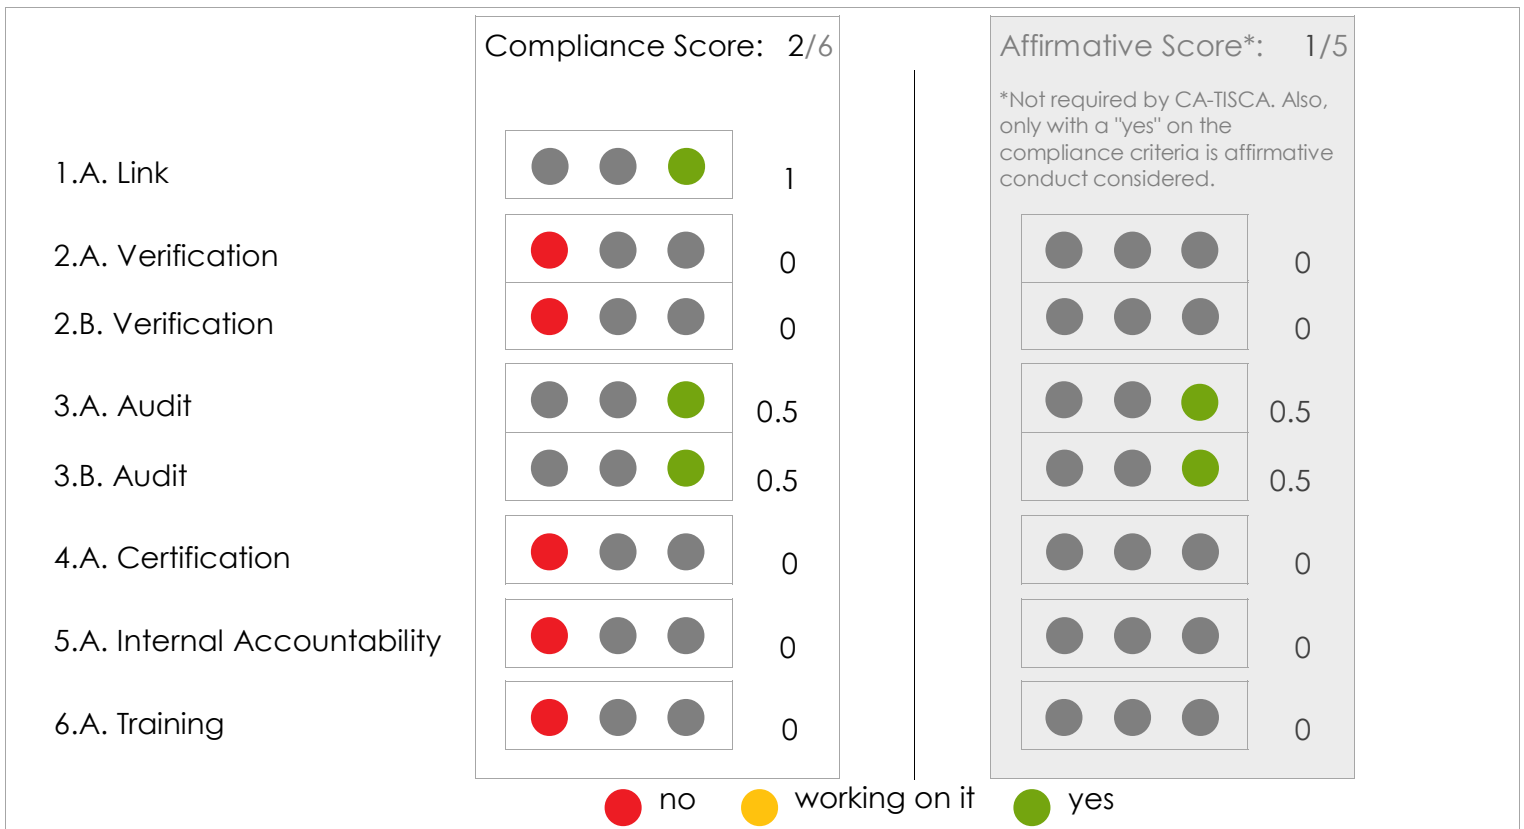 Compliance Score: 2/6
Affirmative Score*: 1/5
*Not required by CA-TISCA. Also,
only with a "yes" on the
compliance criteria is affirmative
conduct considered.
1.A. Link 1
2.A. Verification 0 0
2.B. Verification 0 0
3.A. Audit 0.5 0.5
3.B. Audit 0.5 0.5
4.A. Certification 0 0
5.A. Internal Accountability 0 0
6.A. Training 0 0
no working on it yes